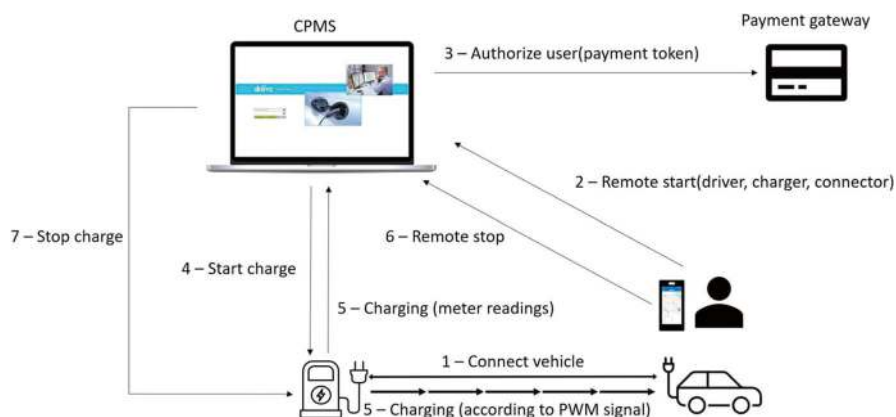 CPMS
Payment gateway
3 – Authorize user(payment token)
2 – Remote start(driver, charger, connector)
7 – Stop charge
6 – Remote stop
4 – Start charge
5 – Charging (meter readings)
1 – Connect vehicle
5 – Charging (according to PWM signal)